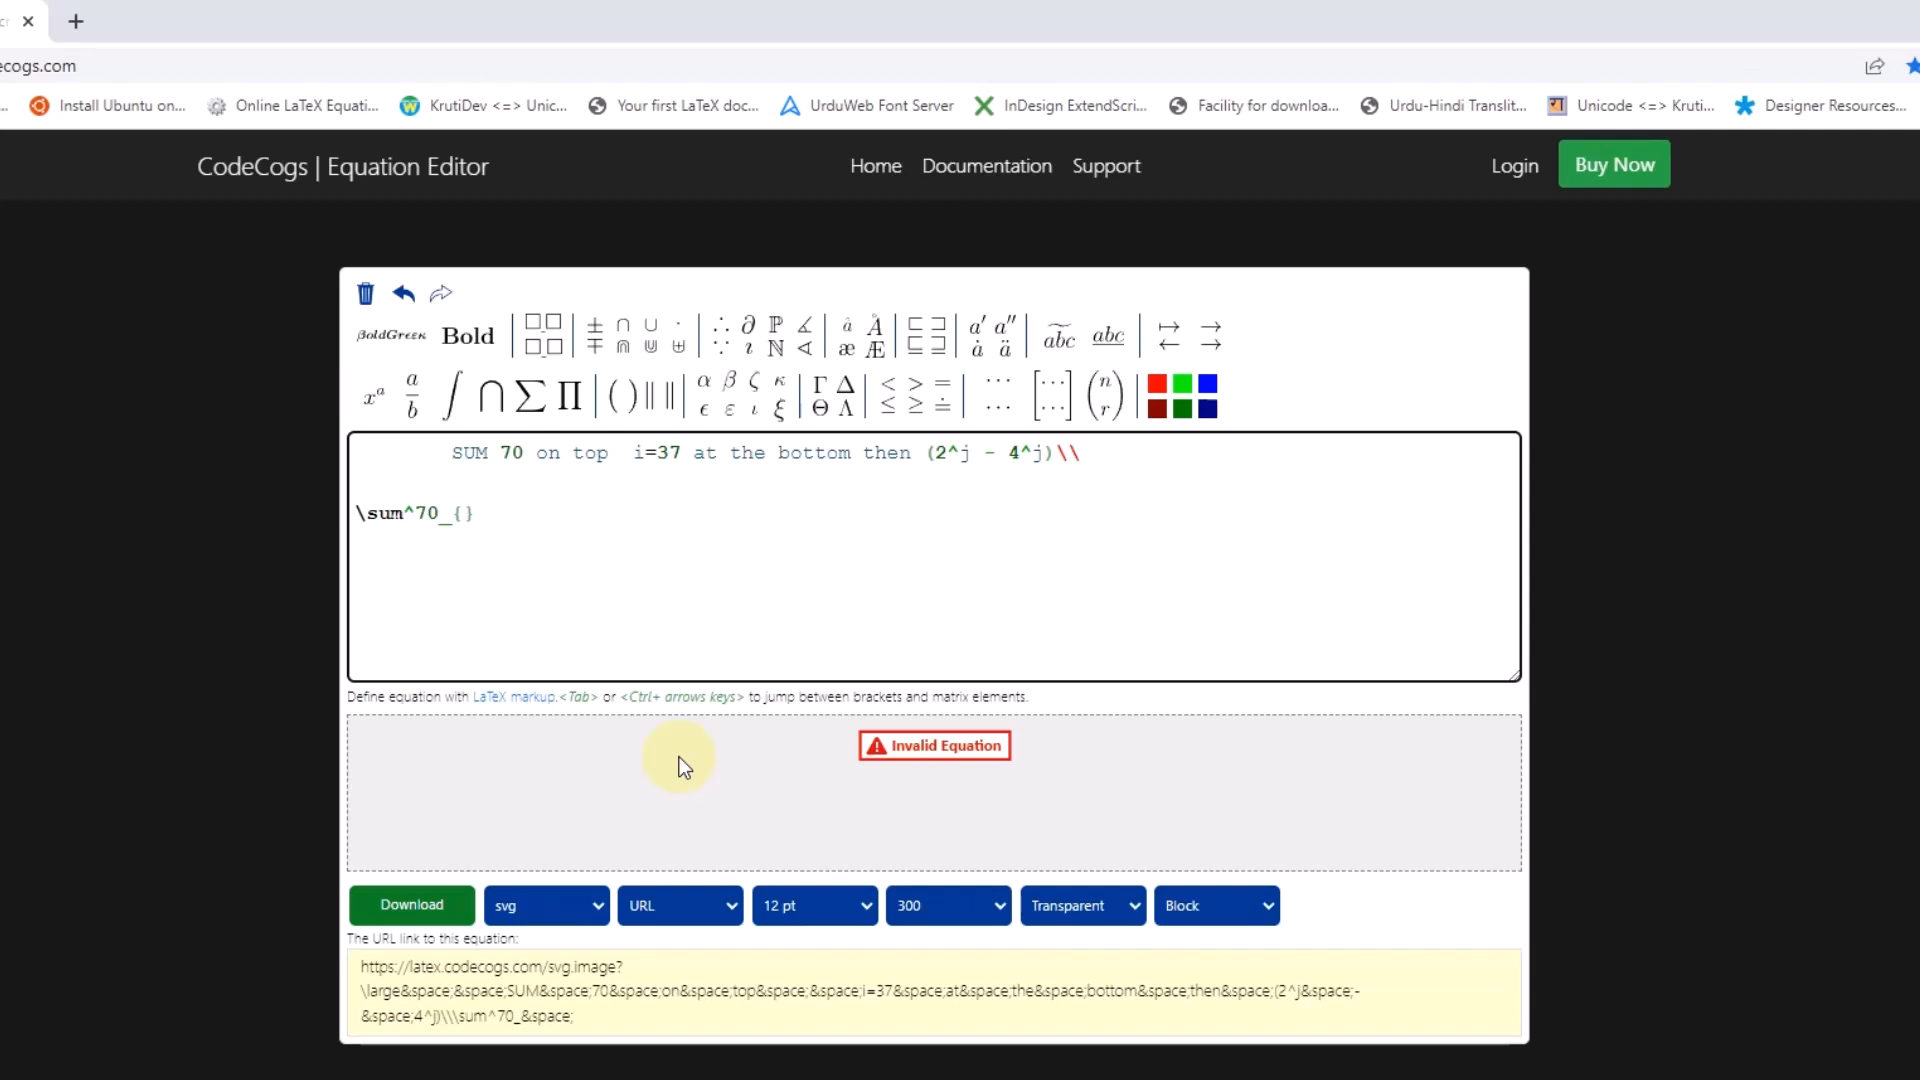 ecogs.com
Install Ubuntu on... Online LaTeX Equati... KrutiDev <=> Unic... Your first LaTeX doc... UrduWeb Font Server InDesign ExtendScri... Facility for downloa... Urdu-Hindi Translit... Unicode <=> Kruti... Designer Resources...
CodeCogs | Equation Editor Home Documentation Support Login Buy Now
βoldGreek Bold ± ∓ ∩ ∪ · ⋒ ⋓ ⊎ ∴ ∂ ℙ ∡ ∵ ı ℕ ∢ å Å æ Æ ⊏ ⊐ ⊑ ⊒ a′ a″ ȧ ä abc abc ↦ → ← →
xᵃ a/b ∫ ⋂ ∑ ∏ ( ) || || α β ζ κ ϵ ε ι ξ Γ Δ Θ Λ < > = ≤ ≥ ≐ ... ... [... ...] (n r)
SUM 70 on top i=37 at the bottom then (2^j - 4^j)\\
\sum^70_{}
Define equation with LaTeX markup.<Tab> or <Ctrl+ arrows keys> to jump between brackets and matrix elements.
Invalid Equation
Download svg URL 12 pt 300 Transparent Block
The URL link to this equation:
https://latex.codecogs.com/svg.image?
\large&space;&space;SUM&space;70&space;on&space;top&space;&space;i=37&space;at&space;the&space;bottom&space;then&space;(2^j&space;-
&space;4^j)\\\sum^70_&space;